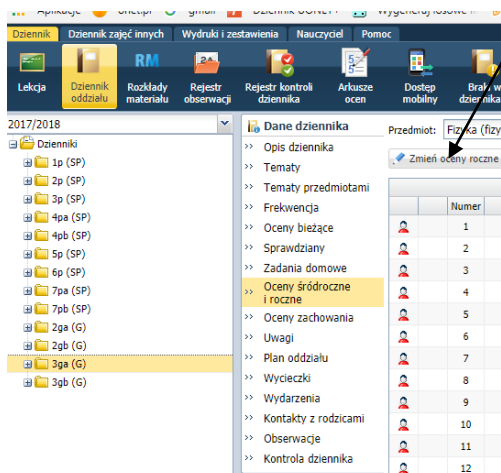 Aplikacje
onet.pl
gmail
Dziennik UONET+
Wygeneruj losowe
Dziennik Dziennik zajęć innych Wydruki i zestawienia Nauczyciel Pomoc
RM
Lekcja Dziennik oddziału Rozkłady materiału Rejestr obserwacji Rejestr kontroli dziennika Arkusze ocen Dostęp mobilny
2017/2018
Dzienniki
1p (SP)
2p (SP)
3p (SP)
4pa (SP)
4pb (SP)
5p (SP)
6p (SP)
7pa (SP)
7pb (SP)
2ga (G)
2gb (G)
3ga (G)
3gb (G)
Dane dziennika
Opis dziennika
Tematy
Tematy przedmiotami
Frekwencja
Oceny bieżące
Sprawdziany
Zadania domowe
Oceny śródroczne
i roczne
Oceny zachowania
Uwagi
Plan oddziału
Wycieczki
Wydarzenia
Kontakty z rodzicami
Obserwacje
Kontrola dziennika
Przedmiot: Fizyka (fizy
Zmień oceny roczne
Numer
1
2
3
4
5
6
7
8
9
10
11
12